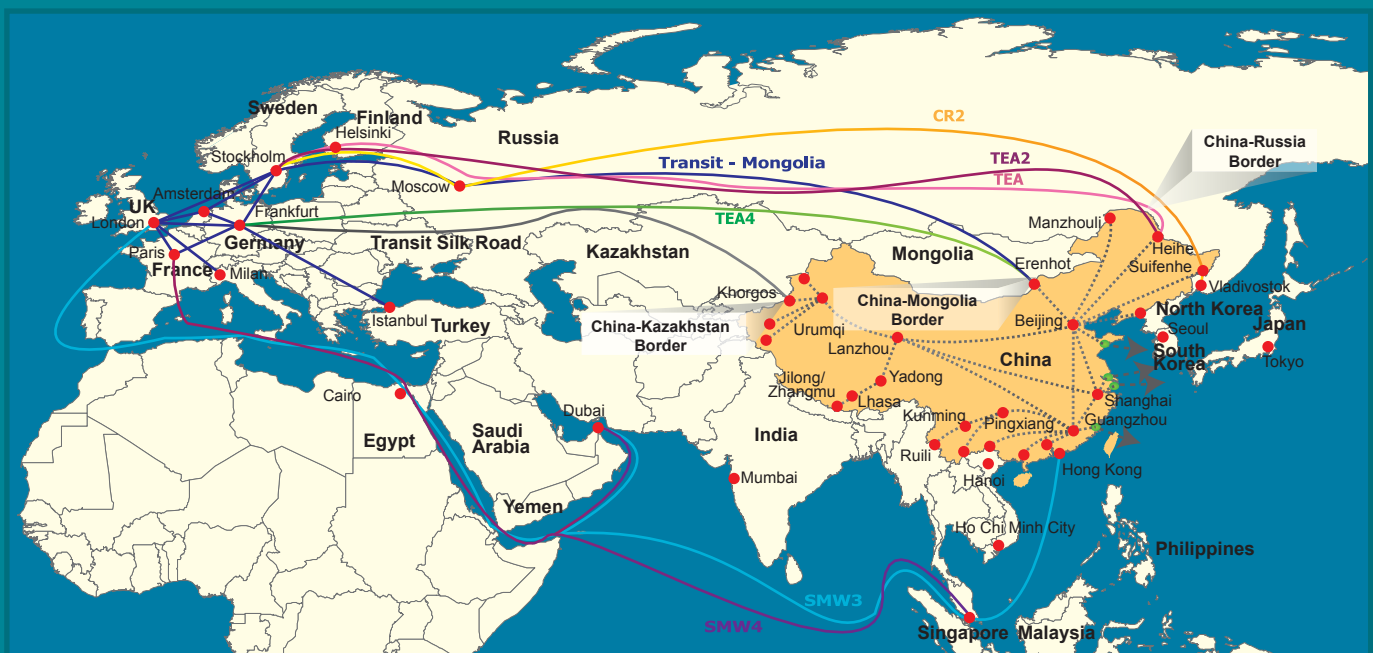 Sweden
Finland
Helsinki
Russia
CR2
China-Russia
Border
Stockholm
Transit - Mongolia
TEA2
TEA
Moscow
Amsterdam
UK
London
Frankfurt
TEA4
Manzhouli
Germany
Transit Silk Road
Kazakhstan
Mongolia
Heihe
Paris
France
Milan
Erenhot
Suifenhe
Khorgos
China-Mongolia
Border
Vladivostok
Istanbul
Turkey
China-Kazakhstan
Border
Urumqi
Lanzhou
Beijing
North Korea
Seoul
Japan
South
Korea
Tokyo
China
Jilong/
Zhangmu
Yadong
Lhasa
Shanghai
Cairo
Dubai
Kunming
Pingxiang
Guangzhou
Egypt
Saudi
Arabia
India
Ruili
Hanoi
Hong Kong
Mumbai
Yemen
Ho Chi Minh City
Philippines
SMW3
SMW4
Singapore
Malaysia